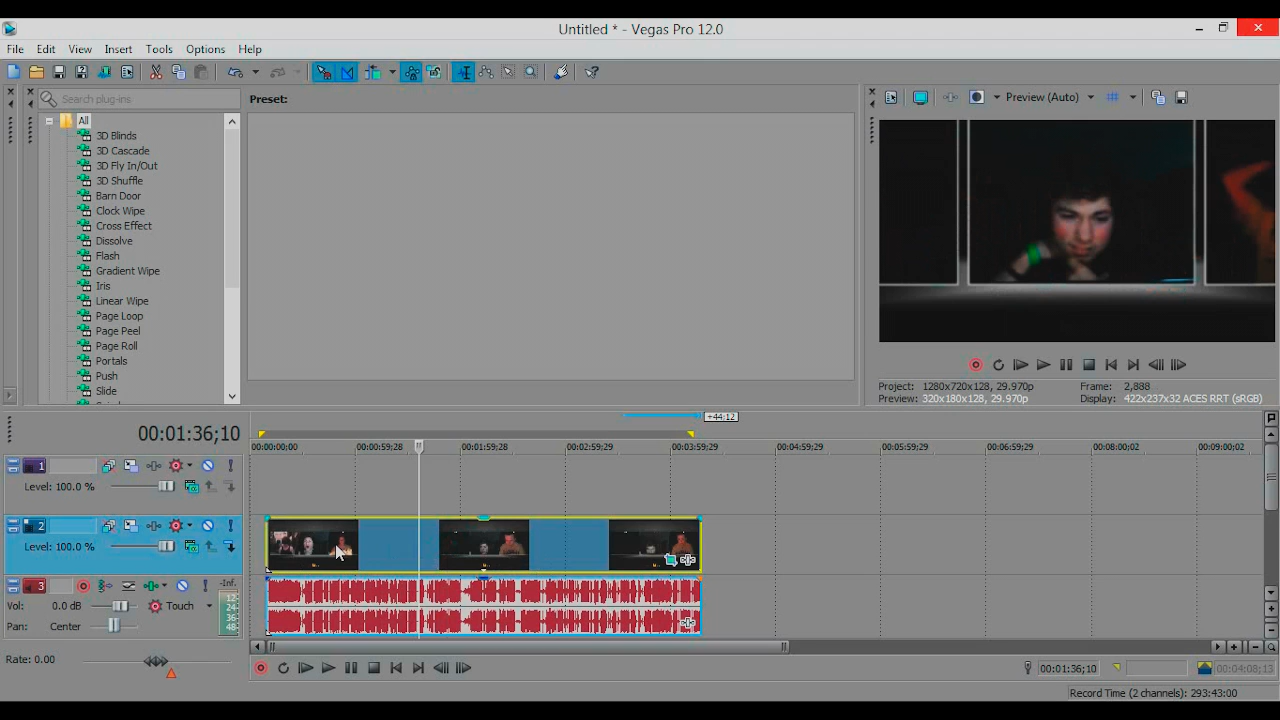 Untitled * - Vegas Pro 12.0
File Edit View Insert Tools Options Help
Search plug-ins
Preset:
Preview (Auto)
All
3D Blinds
3D Cascade
3D Fly In/Out
3D Shuffle
Barn Door
Clock Wipe
Cross Effect
Dissolve
Flash
Gradient Wipe
Iris
Linear Wipe
Page Loop
Page Peel
Page Roll
Portals
Push
Slide
Project: 1280x720x128, 29.970p Frame: 2,888
Preview: 320x180x128, 29.970p Display: 422x237x32 ACES RRT (sRGB)
+44:12
00:01:36;10
00:00:00;00 00:00:59;28 00:01:59;28 00:02:59;29 00:03:59;29 00:04:59;29 00:05:59;29 00:06:59;29 00:08:00;02 00:09:00;02
1
Level: 100.0 %
2
Level: 100.0 %
3 -Inf.
Vol: 0.0 dB Touch
Pan: Center
12
24
36
48
Rate: 0.00
00:01:36;10 00:04:08;13
Record Time (2 channels): 293:43:00